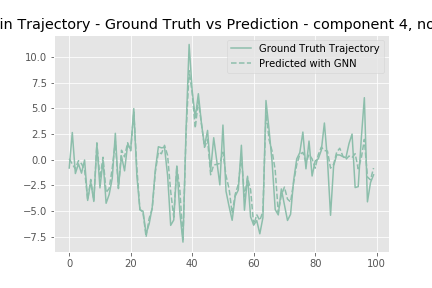 in Trajectory - Ground Truth vs Prediction - component 4, no
Ground Truth Trajectory
Predicted with GNN
10.0
7.5
5.0
2.5
0.0
−2.5
−5.0
−7.5
0 20 40 60 80 100